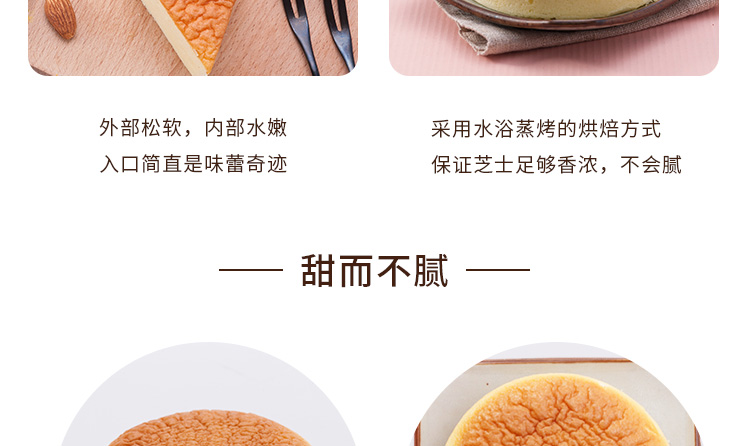 外部松软，内部水嫩
入口简直是味蕾奇迹
采用水浴蒸烤的烘焙方式
保证芝士足够香浓，不会腻
甜而不腻